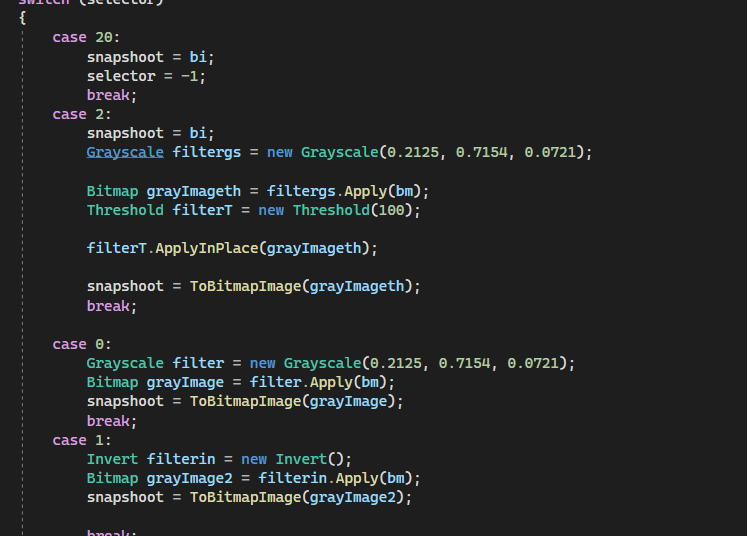 switch (selector)
{
case 20:
snapshoot = bi;
selector = -1;
break;
case 2:
snapshoot = bi;
Grayscale filtergs = new Grayscale(0.2125, 0.7154, 0.0721);
Bitmap grayImageth = filtergs.Apply(bm);
Threshold filterT = new Threshold(100);
filterT.ApplyInPlace(grayImageth);
snapshoot = ToBitmapImage(grayImageth);
break;
case 0:
Grayscale filter = new Grayscale(0.2125, 0.7154, 0.0721);
Bitmap grayImage = filter.Apply(bm);
snapshoot = ToBitmapImage(grayImage);
break;
case 1:
Invert filterin = new Invert();
Bitmap grayImage2 = filterin.Apply(bm);
snapshoot = ToBitmapImage(grayImage2);
break;